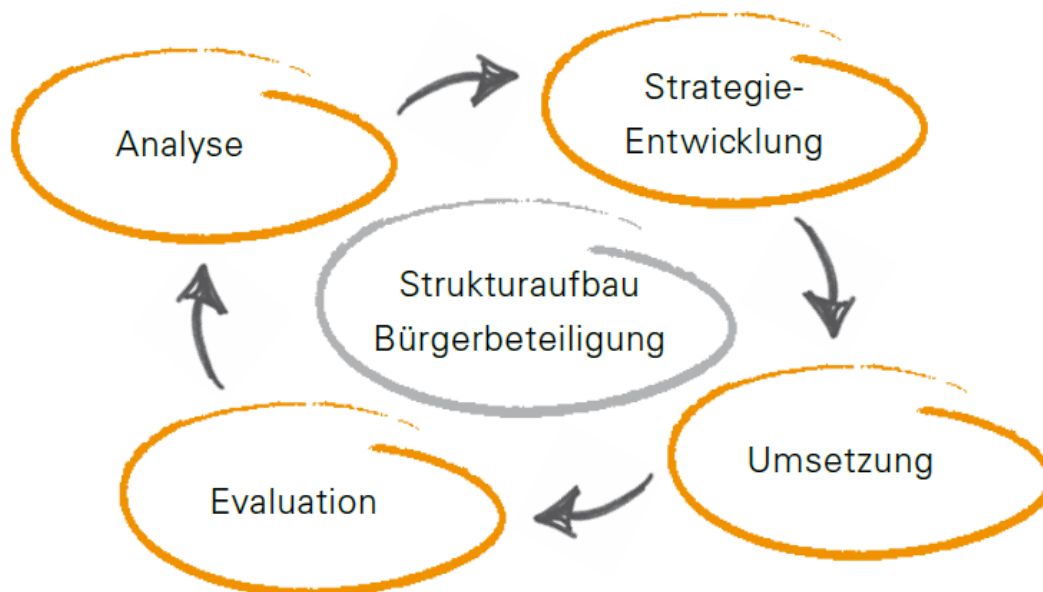 Analyse
Strategie-
Entwicklung
Strukturaufbau
Bürgerbeteiligung
Umsetzung
Evaluation